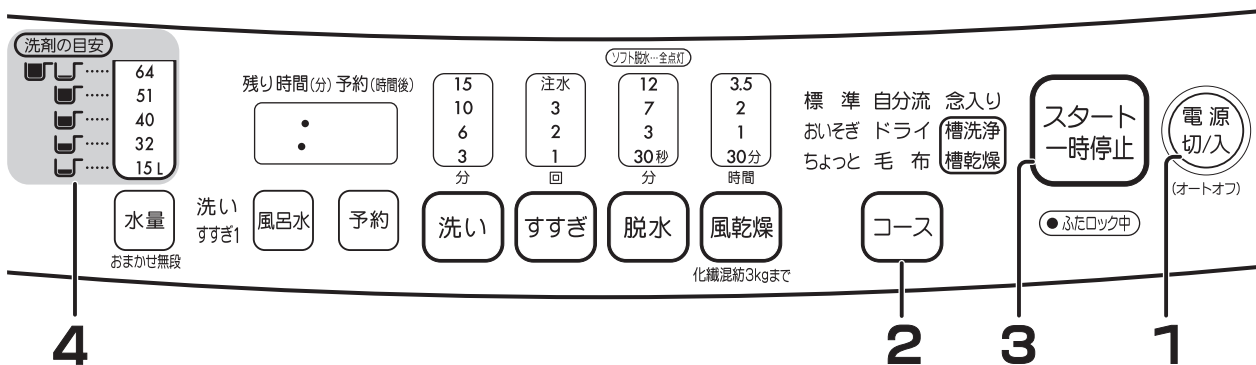 洗剤の目安
64
51
40
32
15L
水量
おまかせ無段
残り時間(分) 予約(時間後)
:
洗い
すすぎ1
風呂水
予約
15
10
6
3
分
洗い
注水
3
2
1
回
すすぎ
ソフト脱水…全点灯
12
7
3
30秒
分
脱水
3.5
2
1
30分
時間
風乾燥
化繊混紡3kgまで
標準 自分流 念入り
おいそぎ ドライ 槽洗浄
ちょっと 毛布 槽乾燥
コース
スタート
一時停止
ふたロック中
電源
切/入
(オートオフ)
4
2
3
1